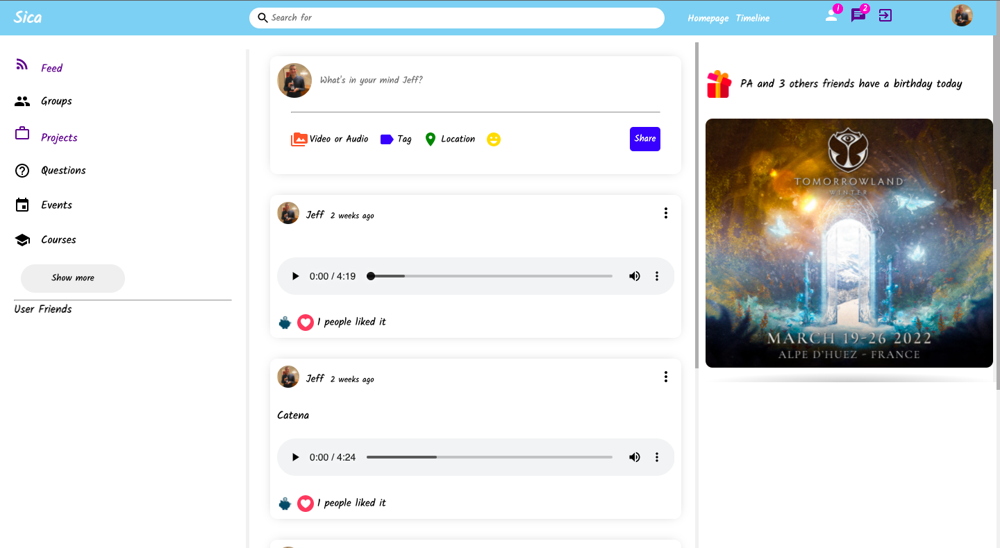 Sica
Search for
Homepage Timeline
1
2
Feed
Groups
Projects
Questions
Events
Courses
Show more
User Friends
What's in your mind Jeff?
Video or Audio Tag Location Share
Jeff 2 weeks ago
0:00 / 4:19
1 people liked it
Jeff 2 weeks ago
Catena
0:00 / 4:24
1 people liked it
PA and 3 others friends have a birthday today
TOMORROWLAND
WINTER
MARCH 19-26 2022
ALPE D'HUEZ - FRANCE